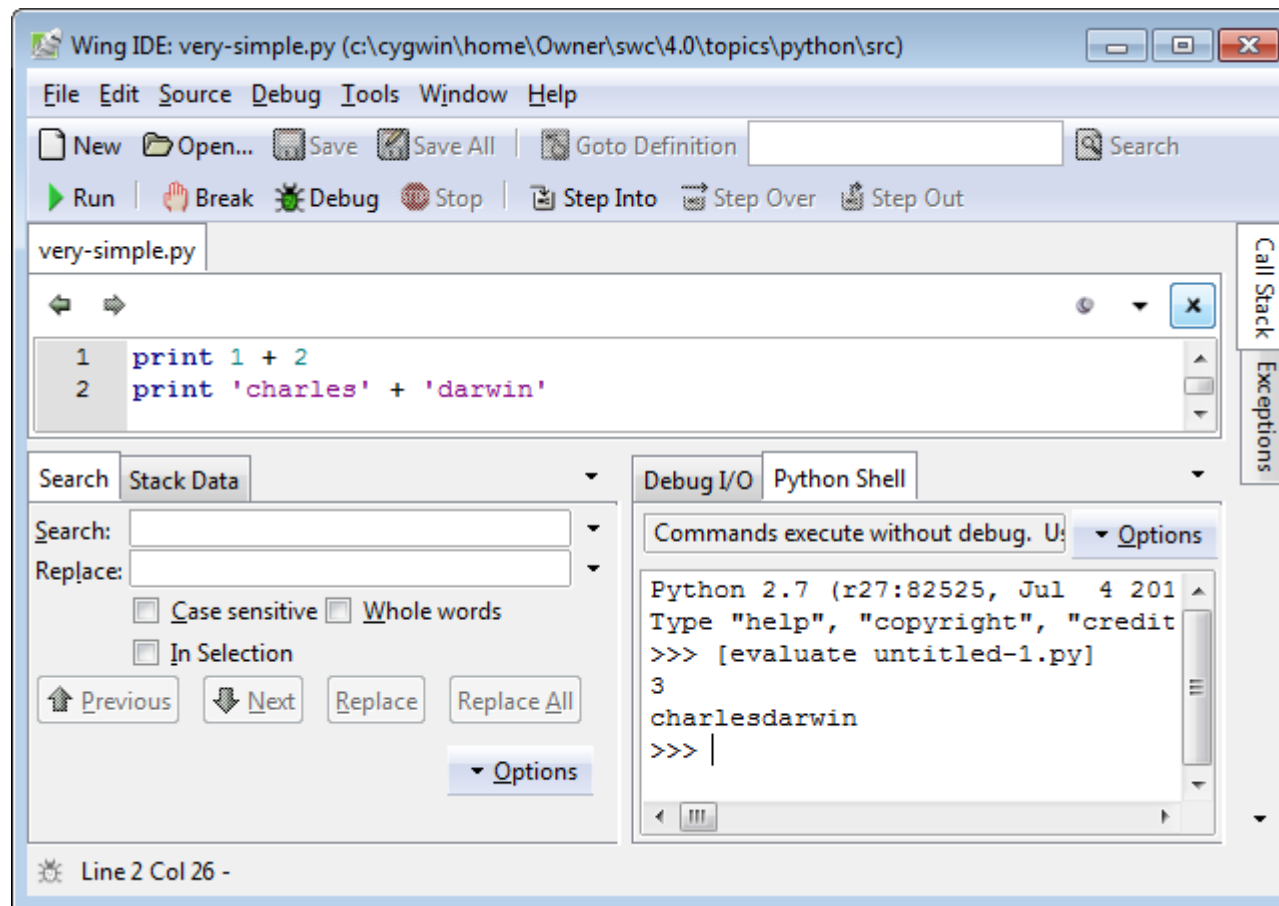 Wing IDE: very-simple.py (c:\cygwin\home\Owner\swc\4.0\topics\python\src)
File Edit Source Debug Tools Window Help
New Open... Save Save All Goto Definition Search
Run Break Debug Stop Step Into Step Over Step Out
very-simple.py
Call Stack
Exceptions
1 print 1 + 2
2 print 'charles' + 'darwin'
Search Stack Data
Search:
Replace:
Case sensitive Whole words
In Selection
Previous Next Replace Replace All
Options
Debug I/O Python Shell
Commands execute without debug. Us Options
Python 2.7 (r27:82525, Jul  4 201
Type "help", "copyright", "credit
>>> [evaluate untitled-1.py]
3
charlesdarwin
>>>
Line 2 Col 26 -